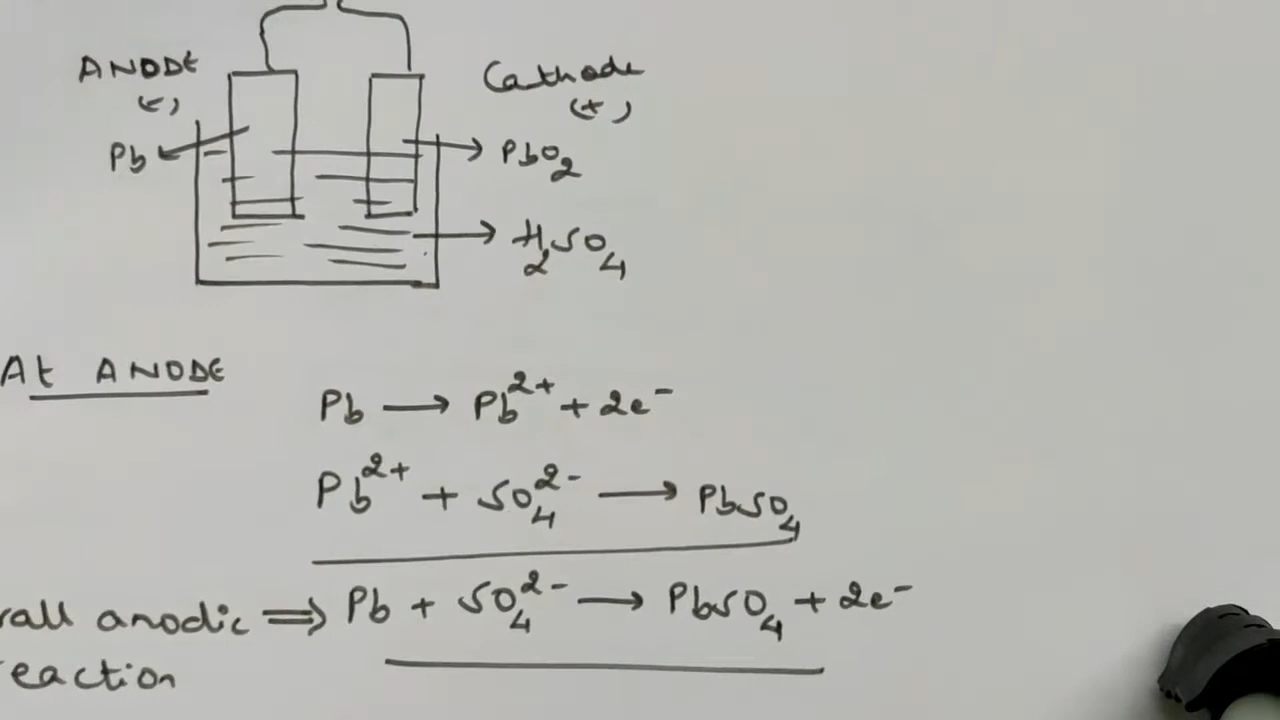 ANODE Cathode
(-) (+)
Pb PbO₂
H₂SO₄
At ANODE
Pb → Pb²⁺ + 2e⁻
Pb²⁺ + SO₄²⁻ → PbSO₄
rall anodic ⇒ Pb + SO₄²⁻ → PbSO₄ + 2e⁻
eaction